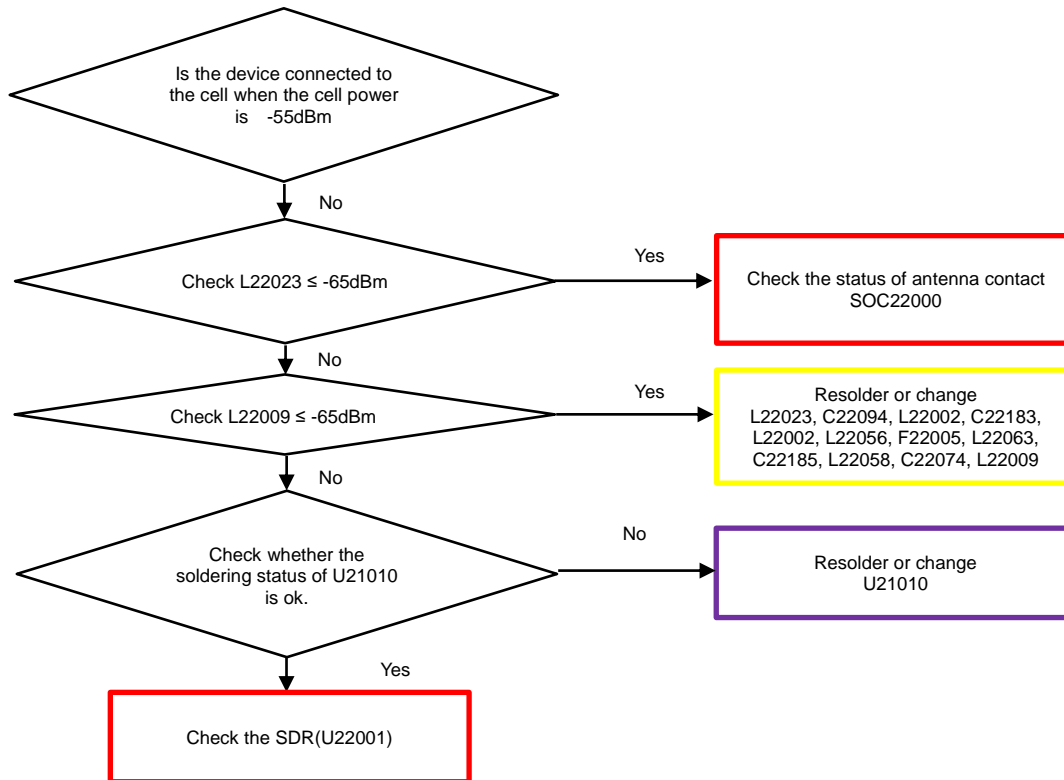 Is the device connected to
the cell when the cell power
is -55dBm
No
Check L22023 ≤ -65dBm
Yes
Check the status of antenna contact
SOC22000
No
Check L22009 ≤ -65dBm
Yes
Resolder or change
L22023, C22094, L22002, C22183,
L22002, L22056, F22005, L22063,
C22185, L22058, C22074, L22009
No
Check whether the
soldering status of U21010
is ok.
No
Resolder or change
U21010
Yes
Check the SDR(U22001)